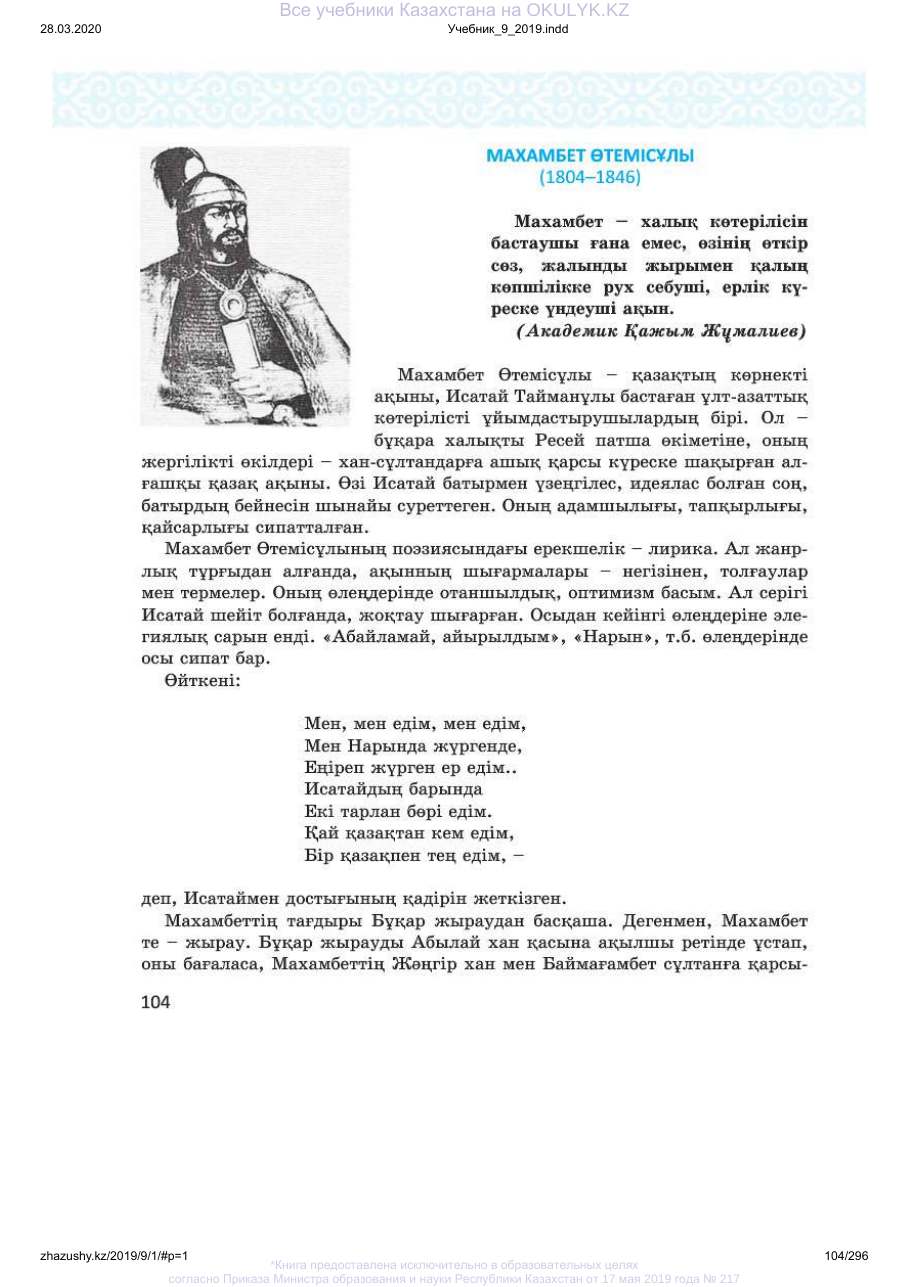 Все учебники Казахстана на OKULYK.KZ
28.03.2020
Учебник_9_2019.indd
МАХАМБЕТ ӨТЕМІСҰЛЫ
(1804–1846)
Махамбет – халық көтерілісін
бастаушы ғана емес, өзінің өткір
сөз, жалынды жырымен қалың
көпшілікке рух себуші, ерлік кү-
реске үндеуші ақын.
(Академик Қажым Жұмалиев)
Махамбет Өтемісұлы – қазақтың көрнекті
ақыны, Исатай Тайманұлы бастаған ұлт-азаттық
көтерілісті ұйымдастырушылардың бірі. Ол –
бұқара халықты Ресей патша өкіметіне, оның
жергілікті өкілдері – хан-сұлтандарға ашық қарсы күреске шақырған ал-
ғашқы қазақ ақыны. Өзі Исатай батырмен үзеңгілес, идеялас болған соң,
батырдың бейнесін шынайы суреттеген. Оның адамшылығы, тапқырлығы,
қайсарлығы сипатталған.
Махамбет Өтемісұлының поэзиясындағы ерекшелік – лирика. Ал жанр-
лық тұрғыдан алғанда, ақынның шығармалары – негізінен, толғаулар
мен термелер. Оның өлеңдерінде отаншылдық, оптимизм басым. Ал серігі
Исатай шейіт болғанда, жоқтау шығарған. Осыдан кейінгі өлеңдеріне эле-
гиялық сарын енді. «Абайламай, айырылдым», «Нарын», т.б. өлеңдерінде
осы сипат бар.
Өйткені:
Мен, мен едім, мен едім,
Мен Нарында жүргенде,
Еңіреп жүрген ер едім..
Исатайдың барында
Екі тарлан бөрі едім.
Қай қазақтан кем едім,
Бір қазақпен тең едім, –
деп, Исатаймен достығының қадірін жеткізген.
Махамбеттің тағдыры Бұқар жыраудан басқаша. Дегенмен, Махамбет
те – жырау. Бұқар жырауды Абылай хан қасына ақылшы ретінде ұстап,
оны бағаласа, Махамбеттің Жәңгір хан мен Баймағамбет сұлтанға қарсы-
104
zhazushy.kz/2019/9/1/#p=1
104/296
*Книга предоставлена исключительно в образовательных целях
согласно Приказа Министра образования и науки Республики Казахстан от 17 мая 2019 года № 217